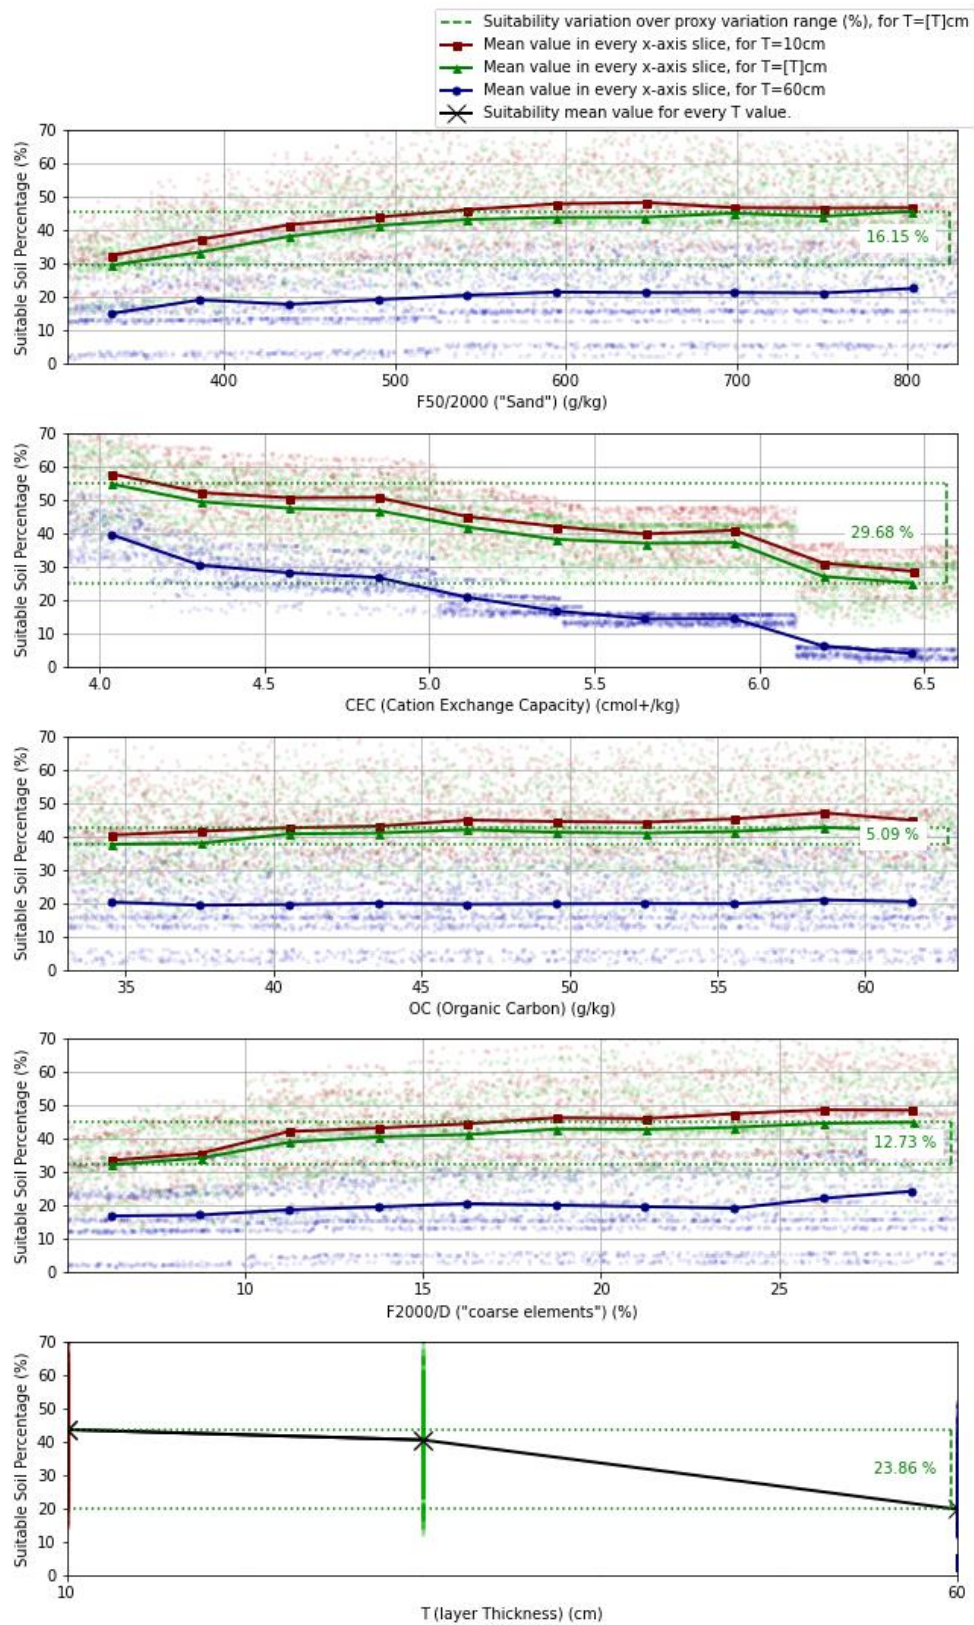 Suitability variation over proxy variation range (%), for T=[T]cm
Mean value in every x-axis slice, for T=10cm
Mean value in every x-axis slice, for T=[T]cm
Mean value in every x-axis slice, for T=60cm
Suitability mean value for every T value.
70
60
50
40
30
20
10
0
Suitable Soil Percentage (%)
16.15 %
400 500 600 700 800
F50/2000 ("Sand") (g/kg)
70
60
50
40
30
20
10
0
Suitable Soil Percentage (%)
29.68 %
4.0 4.5 5.0 5.5 6.0 6.5
CEC (Cation Exchange Capacity) (cmol+/kg)
70
60
50
40
30
20
10
0
Suitable Soil Percentage (%)
5.09 %
35 40 45 50 55 60
OC (Organic Carbon) (g/kg)
70
60
50
40
30
20
10
0
Suitable Soil Percentage (%)
12.73 %
10 15 20 25
F2000/D ("coarse elements") (%)
70
60
50
40
30
20
10
0
Suitable Soil Percentage (%)
23.86 %
10 60
T (layer Thickness) (cm)